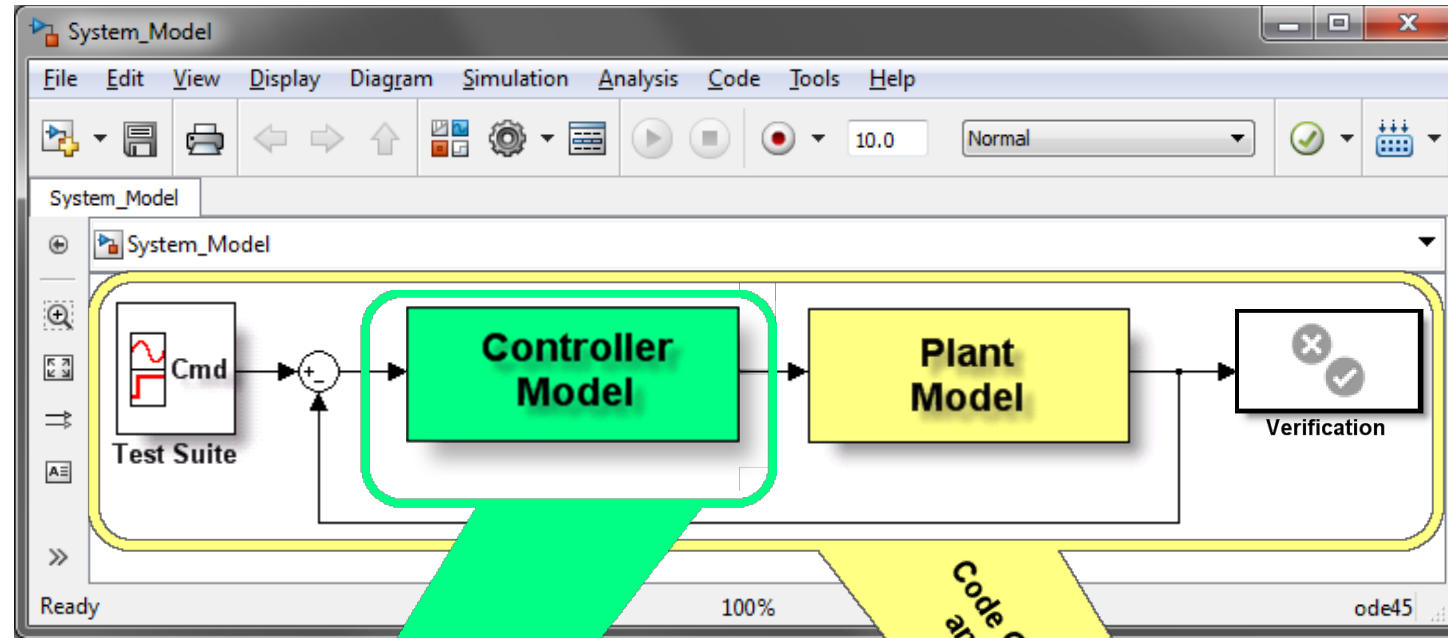 System_Model
File Edit View Display Diagram Simulation Analysis Code Tools Help
10.0 Normal
System_Model
System_Model
Cmd
Test Suite
+
-
Controller
Model
Plant
Model
Verification
A
Code
Ready 100% ode45